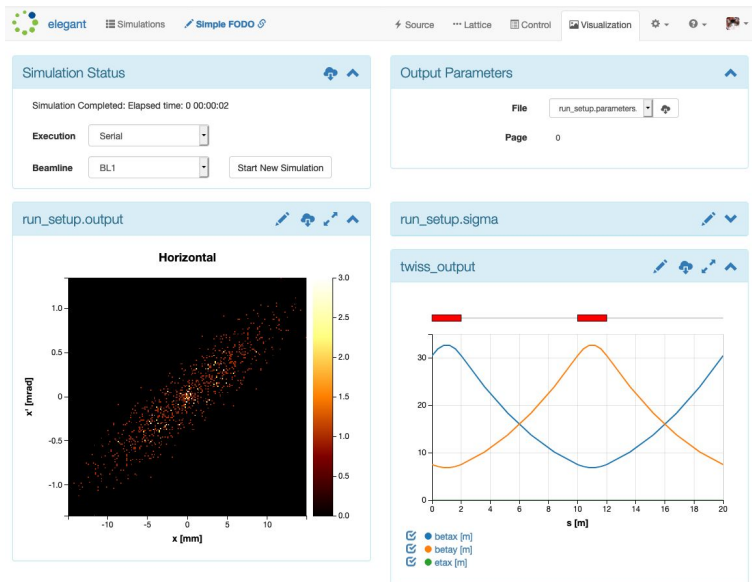 elegant Simulations Simple FODO Source Lattice Control Visualization
Simulation Status
Simulation Completed: Elapsed time: 0 00:00:02
Execution Serial
Beamline BL1 Start New Simulation
Output Parameters
File run_setup.parameters.
Page 0
run_setup.output
Horizontal
3.0
2.5
2.0
1.5
1.0
0.5
0.0
1.0
0.5
0
-0.5
-1.0
x' [mrad]
-10 -5 0 5 10
x [mm]
run_setup.sigma
twiss_output
30
20
10
0
0 2 4 6 8 10 12 14 16 18 20
s [m]
betax [m]
betay [m]
etax [m]